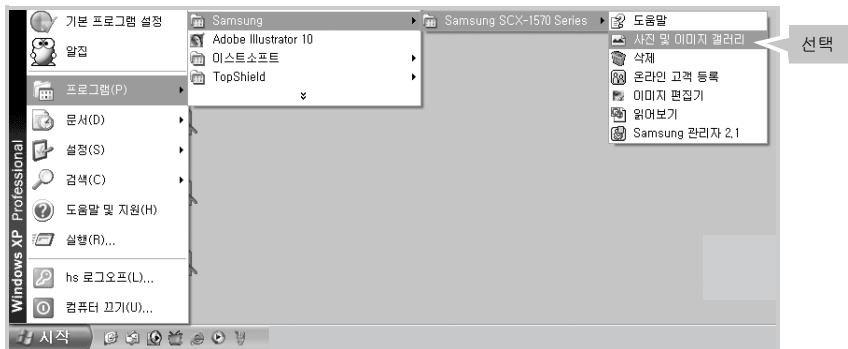 기본 프로그램 설정
알집
프로그램(P)
문서(D)
설정(S)
검색(C)
도움말 및 지원(H)
실행(R)...
hs 로그오프(L)...
컴퓨터 끄기(U)...
Windows XP Professional
시작
Samsung
Adobe Illustrator 10
이스트소프트
TopShield
Samsung SCX-1570 Series
도움말
사진 및 이미지 갤러리
삭제
온라인 고객 등록
이미지 편집기
읽어보기
Samsung 관리자 2,1
선택